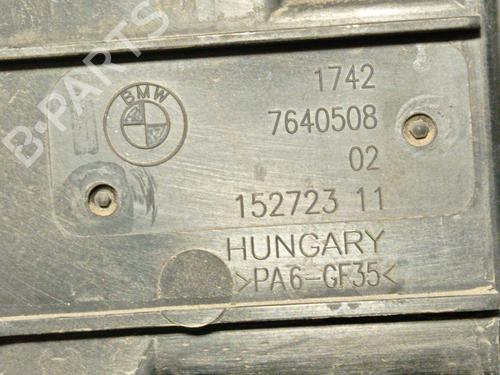 B-PARTS
BMW
1742
7640508
02
152723 11
HUNGARY
>PA6-GF35<